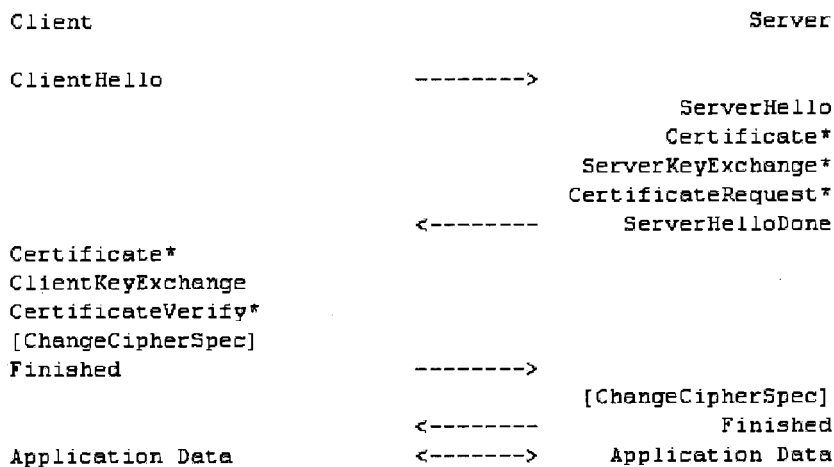 Client Server
ClientHello -------->
ServerHello
Certificate*
ServerKeyExchange*
CertificateRequest*
<-------- ServerHelloDone
Certificate*
ClientKeyExchange
CertificateVerify*
[ChangeCipherSpec]
Finished -------->
[ChangeCipherSpec]
<-------- Finished
Application Data <-------> Application Data